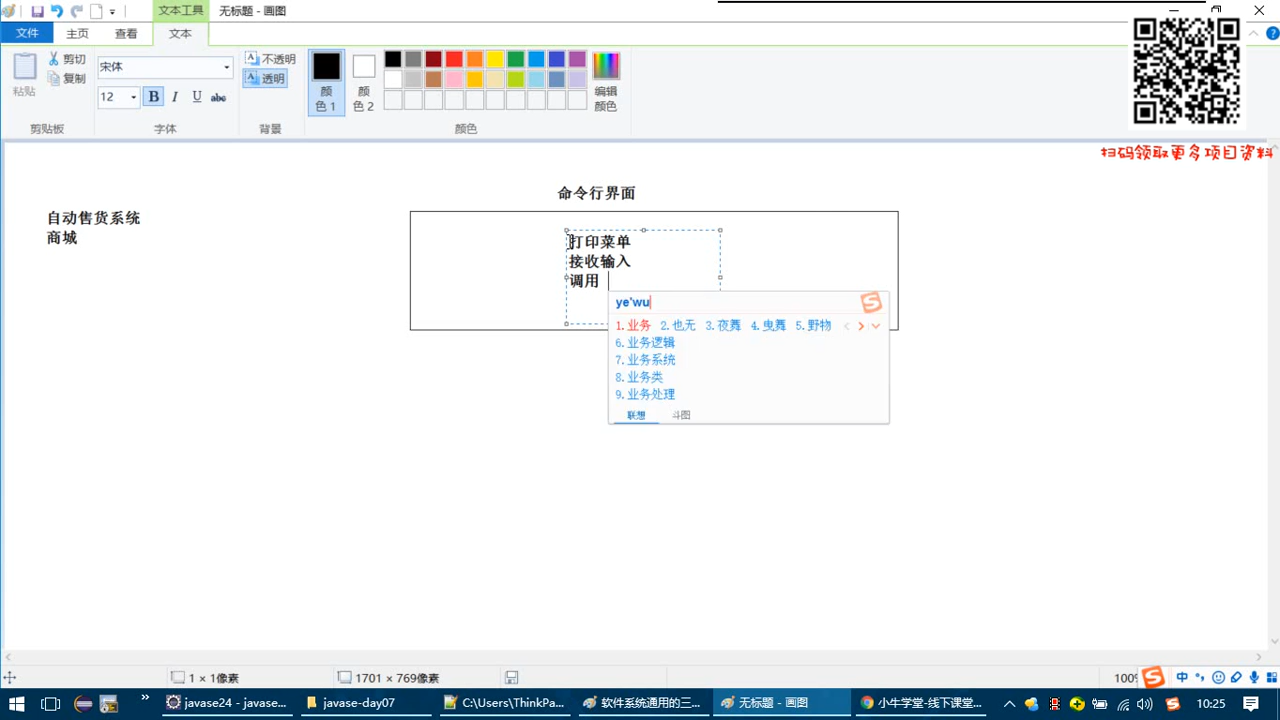 文本工具
无标题 - 画图
文件
主页
查看
文本
粘贴
剪切
复制
剪贴板
宋体
12
B I U abc
字体
不透明
透明
背景
颜色 1
颜色 2
编辑颜色
颜色
扫码领取更多项目资料
命令行界面
自动售货系统
商城
打印菜单
接收输入
调用
ye'wu
1.业务 2.也无 3.夜舞 4.曳舞 5.野物
6.业务逻辑
7.业务系统
8.业务类
9.业务处理
联想 斗图
1 × 1像素
1701 × 769像素
100%
中
javase24 - javase...
javase-day07
C:\Users\ThinkPa...
软件系统通用的三...
无标题 - 画图
小牛学堂-线下课堂...
10:25